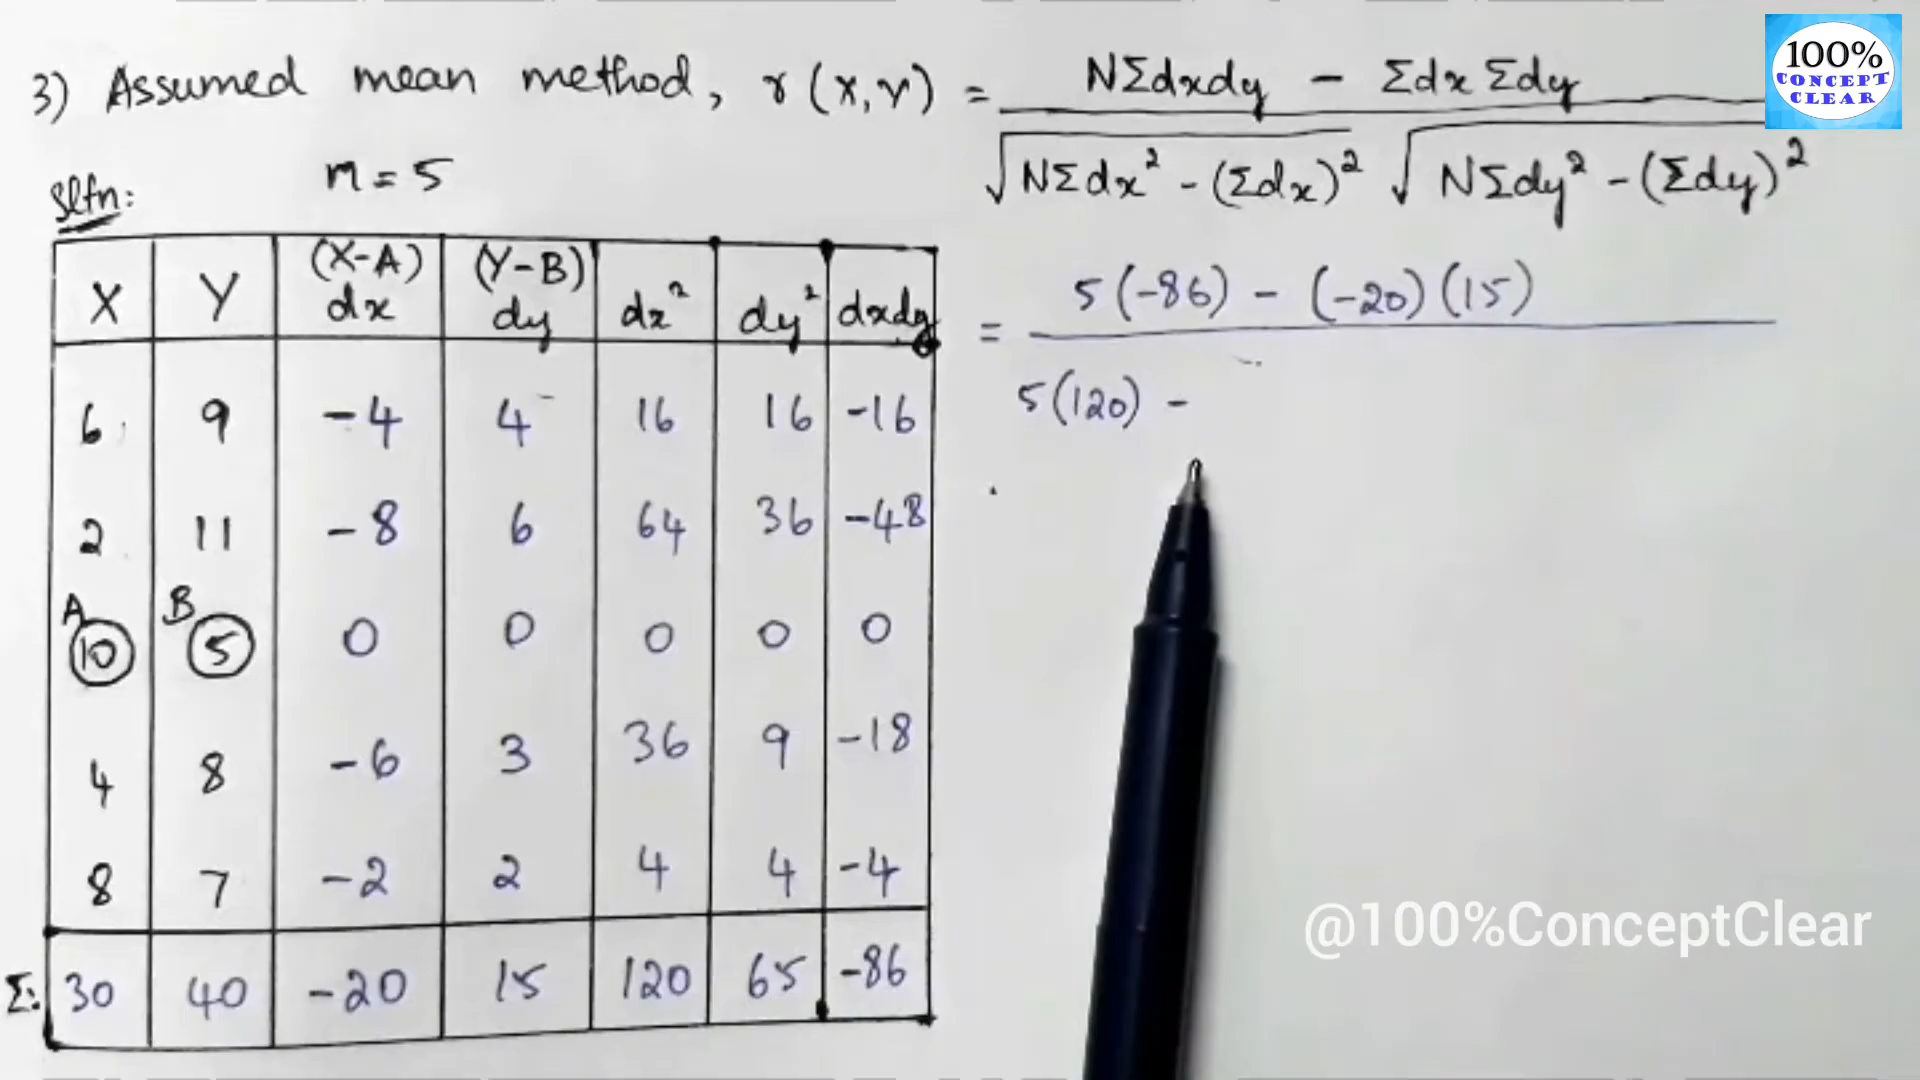 3) Assumed mean method, r(X,Y) = NΣdxdy - Σdx Σdy
√NΣdx² - (Σdx)² √NΣdy² - (Σdy)²
100%
CONCEPT
CLEAR
n = 5
X Y (X-A) dx (Y-B) dy dx² dy² dxdy
6 9 -4 4 16 16 -16
2 11 -8 6 64 36 -48
A B
10 5 0 0 0 0 0
4 8 -6 3 36 9 -18
8 7 -2 2 4 4 -4
Σ: 30 40 -20 15 120 65 -86
= 5(-86) - (-20)(15)
5(120) -
@100%ConceptClear